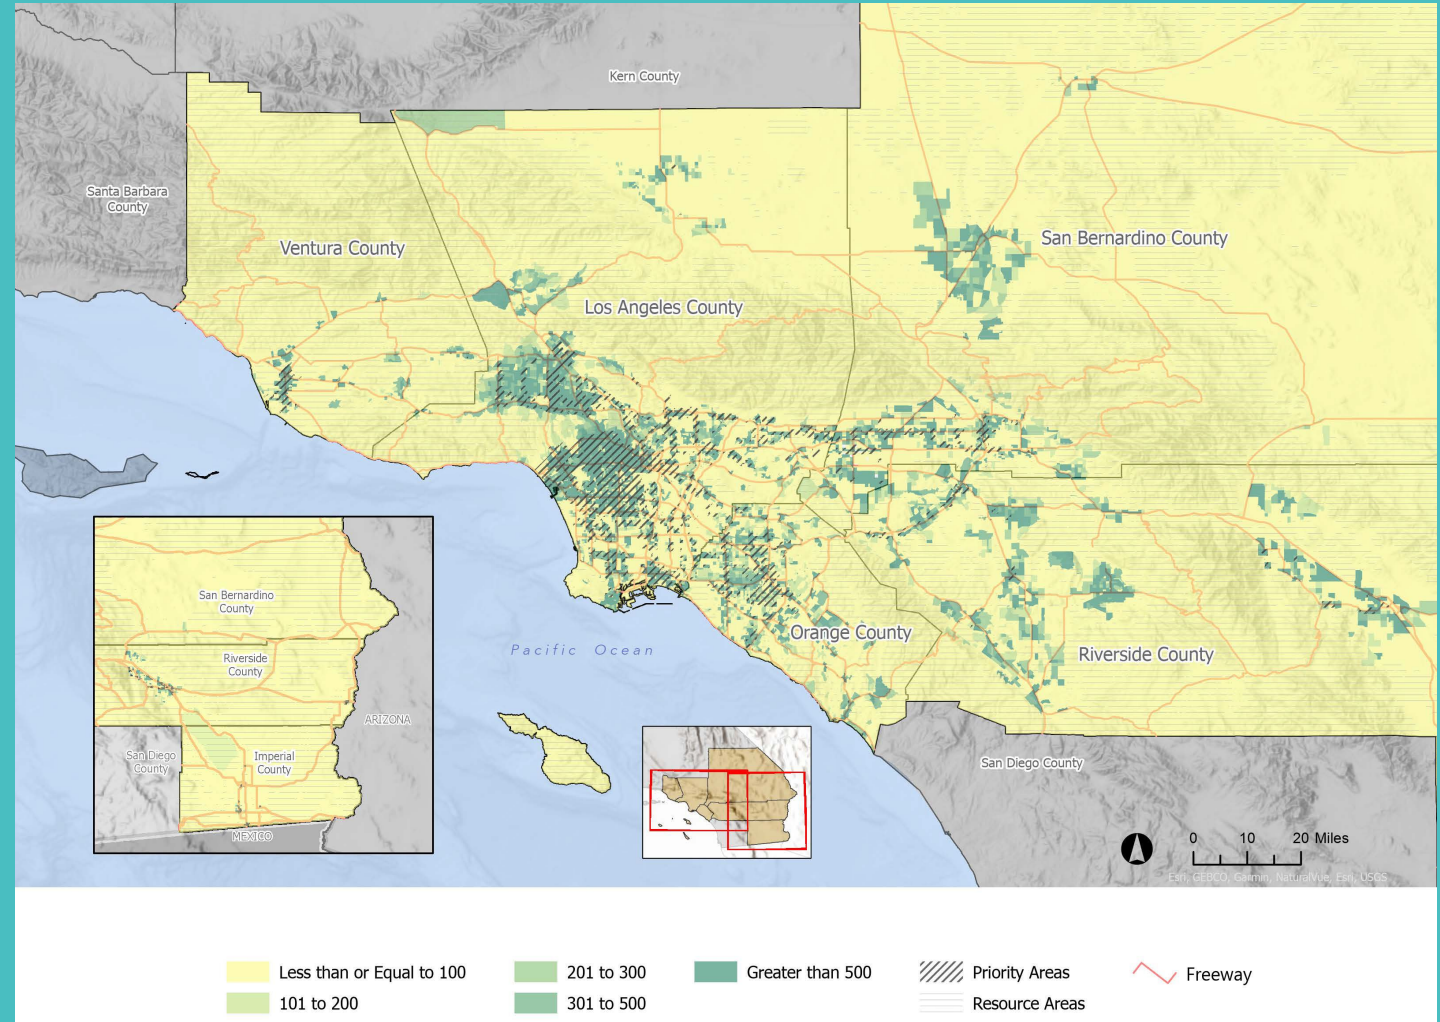 Kern County
Santa Barbara
County
Ventura County
San Bernardino County
Los Angeles County
Orange County
Riverside County
Pacific Ocean
San Diego County
San Bernardino
County
Riverside
County
ARIZONA
San Diego
County
Imperial
County
MEXICO
0 10 20 Miles
Esri, GEBCO, Garmin, NaturalVue, Esri, USGS
Less than or Equal to 100
101 to 200
201 to 300
301 to 500
Greater than 500
Priority Areas
Resource Areas
Freeway